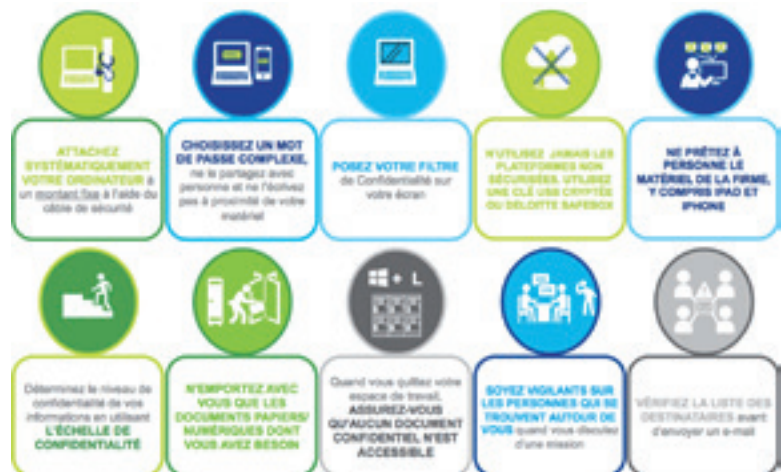 ATTACHEZ
SYSTÉMATIQUEMENT
VOTRE ORDINATEUR à
un montant fixe à l'aide du
câble de sécurité
CHOISISSEZ UN MOT
DE PASSE COMPLEXE,
ne le partagez avec
personne et ne l'écrivez
pas à proximité de votre
matériel
POSEZ VOTRE FILTRE
de Confidentialité sur
votre écran
N'UTILISEZ JAMAIS LES
PLATEFORMES NON
SÉCURISÉES. UTILISEZ
UNE CLÉ USB CRYPTÉE
OU DELOITTE SAFEBOX
NE PRÊTEZ À
PERSONNE LE
MATÉRIEL DE LA FIRME,
Y COMPRIS IPAD ET
IPHONE
Déterminez le niveau de
confidentialité de vos
informations en utilisant
L'ÉCHELLE DE
CONFIDENTIALITÉ
N'EMPORTEZ AVEC
VOUS QUE LES
DOCUMENTS PAPIERS/
NUMÉRIQUES DONT
VOUS AVEZ BESOIN
+ L
Quand vous quittez votre
espace de travail,
ASSUREZ-VOUS
QU'AUCUN DOCUMENT
CONFIDENTIEL N'EST
ACCESSIBLE
SOYEZ VIGILANTS SUR
LES PERSONNES QUI SE
TROUVENT AUTOUR DE
VOUS quand vous discutez
d'une mission
VÉRIFIEZ LA LISTE DES
DESTINATAIRES avant
d'envoyer un e-mail